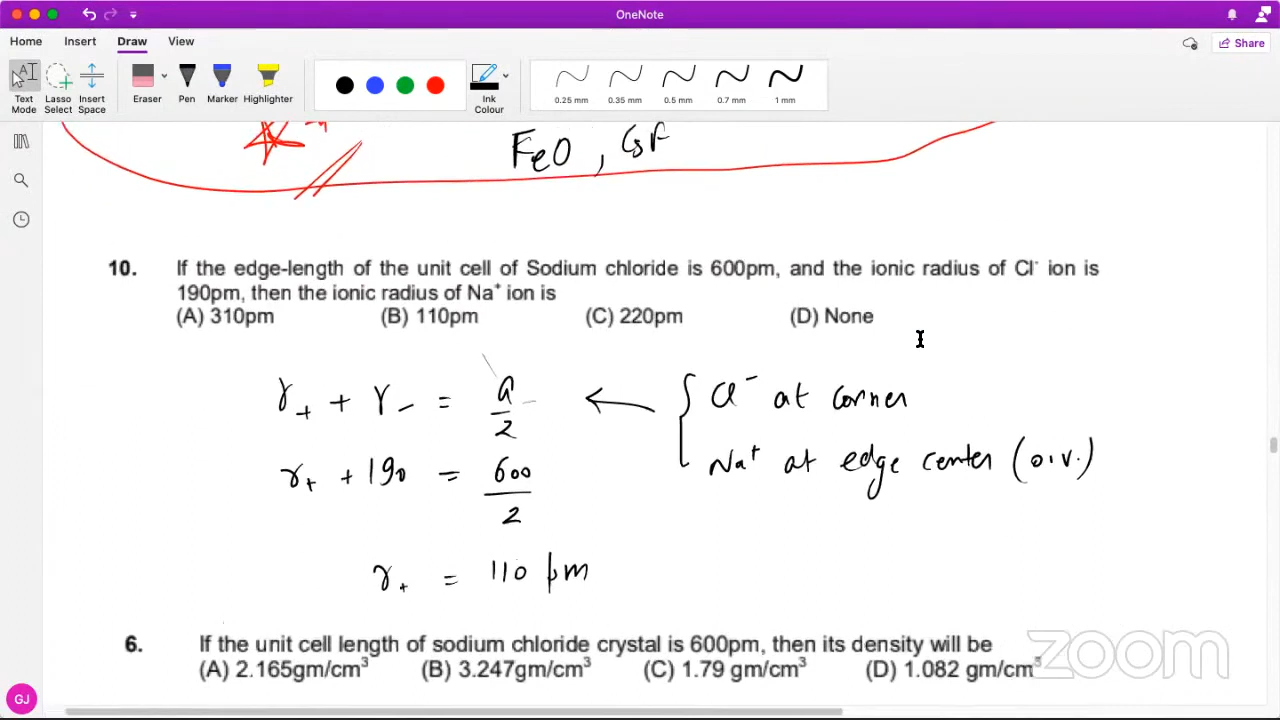 OneNote
Home Insert Draw View
Share
Text Mode
Lasso Select
Insert Space
Eraser
Pen
Marker
Highlighter
Ink Colour
0.25 mm
0.35 mm
0.5 mm
0.7 mm
1 mm
FeO , CsF
10. If the edge-length of the unit cell of Sodium chloride is 600pm, and the ionic radius of Cl⁻ ion is
190pm, then the ionic radius of Na⁺ ion is
(A) 310pm (B) 110pm (C) 220pm (D) None
r₊ + r₋ = a/2 ← { Cl⁻ at corner
Na⁺ at edge center (o.v.)
r₊ + 190 = 600/2
r₊ = 110 pm
6. If the unit cell length of sodium chloride crystal is 600pm, then its density will be
(A) 2.165gm/cm³ (B) 3.247gm/cm³ (C) 1.79 gm/cm³ (D) 1.082 gm/cm³
zoom
GJ